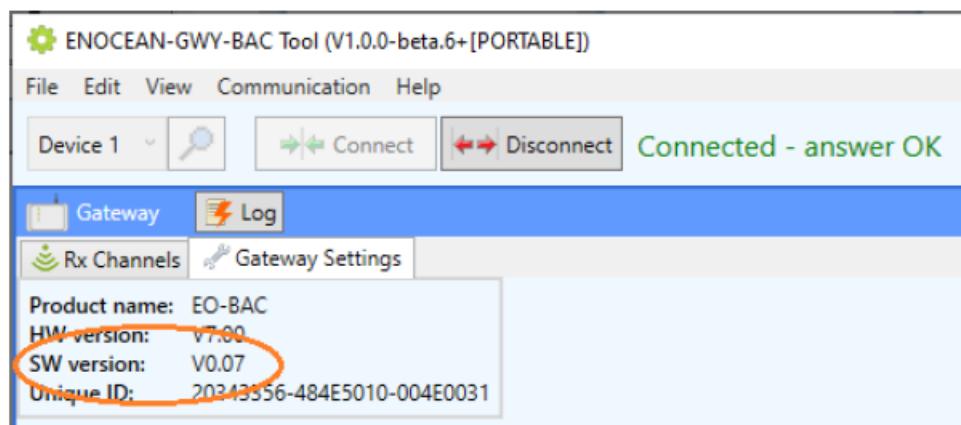 ENOCEAN-GWY-BAC Tool (V1.0.0-beta.6+[PORTABLE])
File Edit View Communication Help
Device 1 Connect Disconnect Connected - answer OK
Gateway Log
Rx Channels Gateway Settings
Product name: EO-BAC
HW version: V7.00
SW version: V0.07
Unique ID: 20343356-484E5010-004E0031